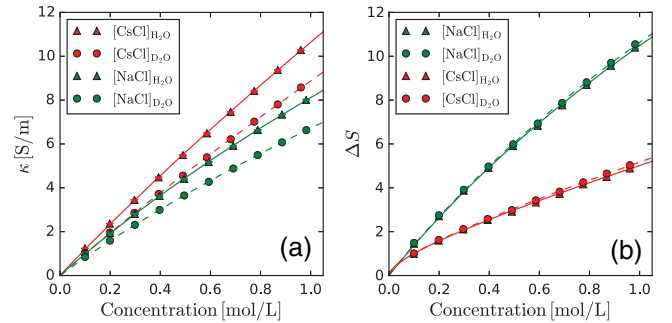 12
10
8
6
4
2
0
κ [S/m]
[CsCl]H₂O
[CsCl]D₂O
[NaCl]H₂O
[NaCl]D₂O
(a)
0.0 0.2 0.4 0.6 0.8 1.0
Concentration [mol/L]
12
10
8
6
4
2
0
ΔS
[NaCl]H₂O
[NaCl]D₂O
[CsCl]H₂O
[CsCl]D₂O
(b)
0.0 0.2 0.4 0.6 0.8 1.0
Concentration [mol/L]